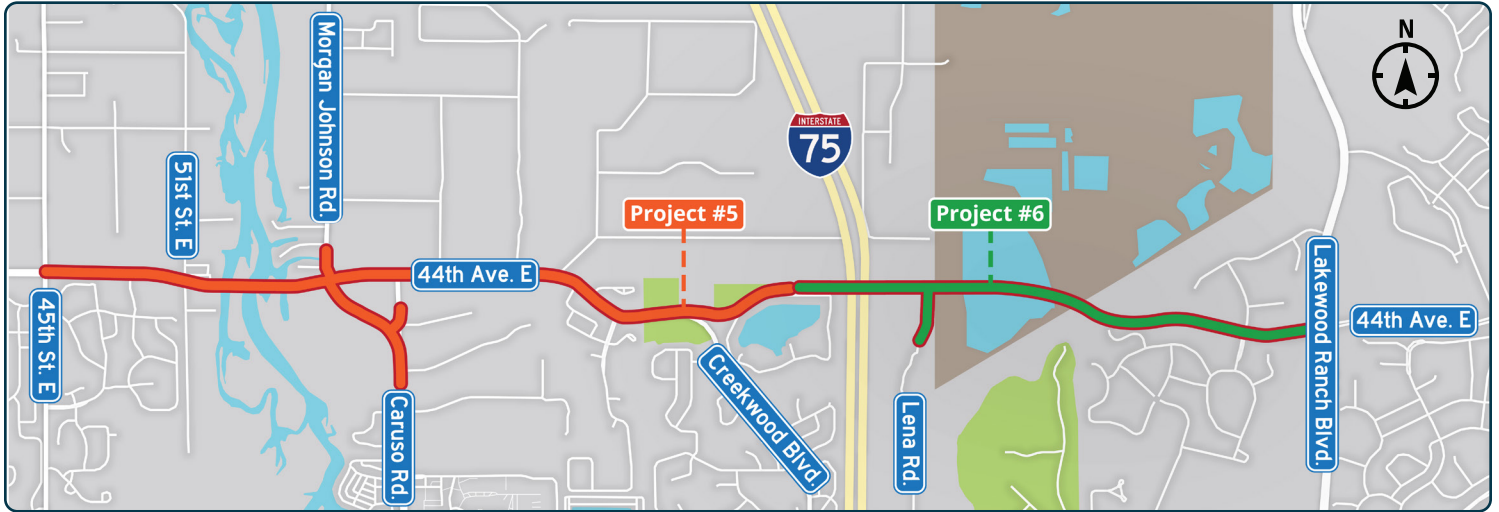 N
Morgan Johnson Rd.
INTERSTATE
75
51st St. E
Project #5
Project #6
44th Ave. E
45th St. E
44th Ave. E
Lakewood Ranch Blvd.
Creekwood Blvd.
Caruso Rd.
Lena Rd.